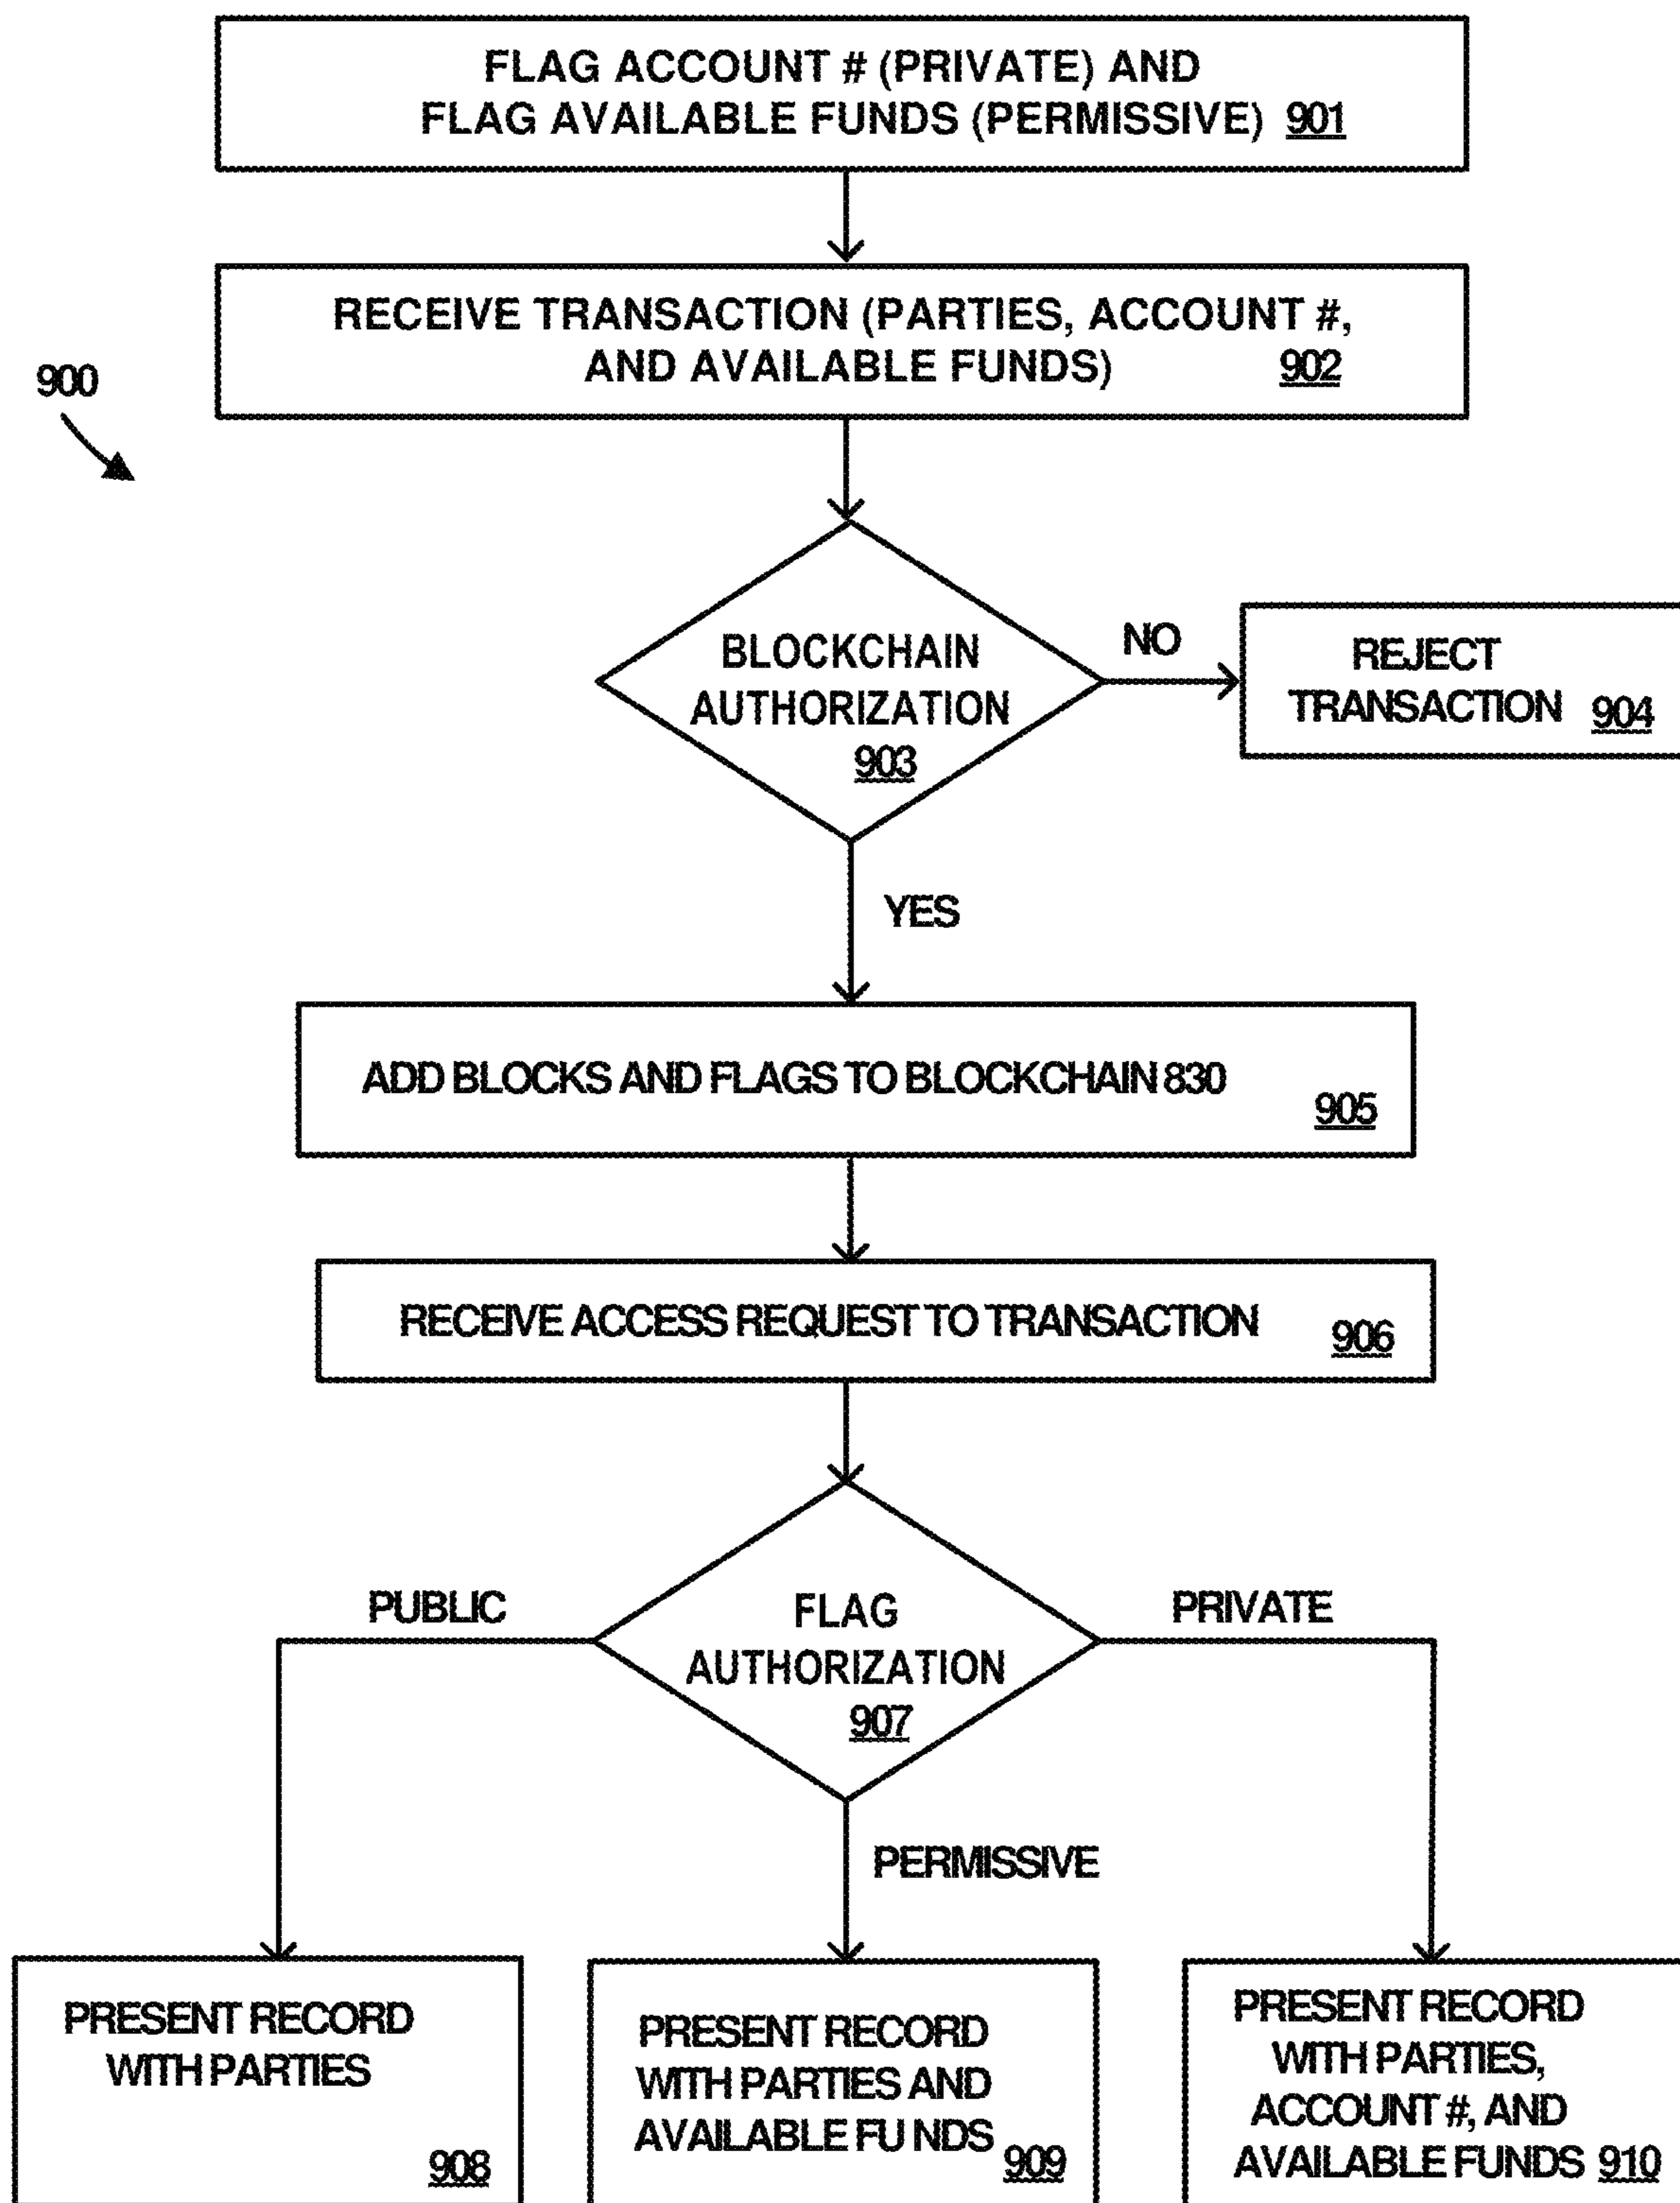 FLAG ACCOUNT # (PRIVATE) AND
FLAG AVAILABLE FUNDS (PERMISSIVE) 901
RECEIVE TRANSACTION (PARTIES, ACCOUNT #,
AND AVAILABLE FUNDS) 902
900
BLOCKCHAIN
AUTHORIZATION
903
NO
REJECT
TRANSACTION 904
YES
ADD BLOCKS AND FLAGS TO BLOCKCHAIN 830
905
RECEIVE ACCESS REQUEST TO TRANSACTION
906
FLAG
AUTHORIZATION
907
PUBLIC
PRIVATE
PERMISSIVE
PRESENT RECORD
WITH PARTIES
908
PRESENT RECORD
WITH PARTIES AND
AVAILABLE FU NDS 909
PRESENT RECORD
WITH PARTIES,
ACCOUNT #, AND
AVAILABLE FUNDS 910